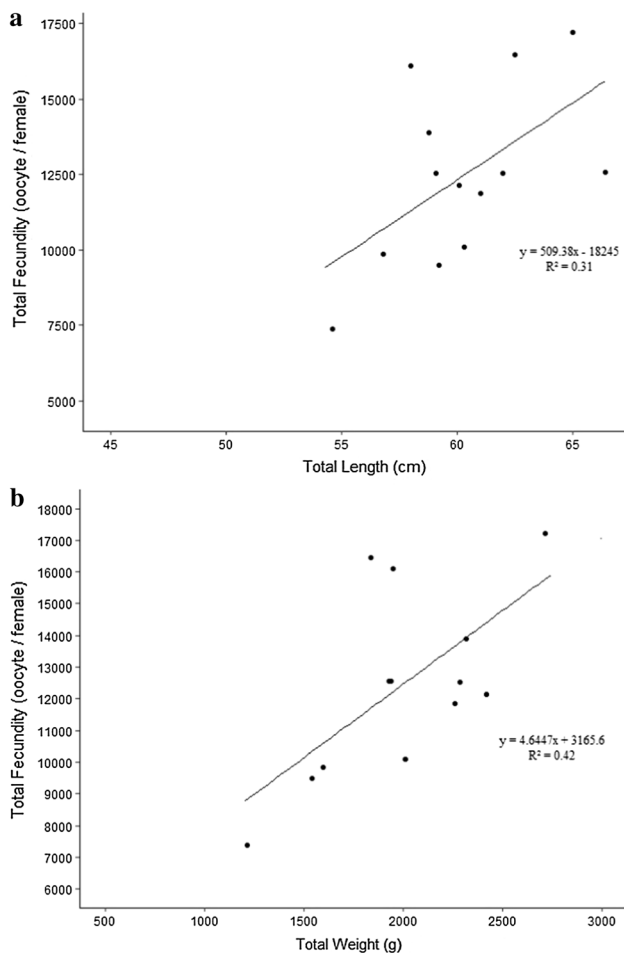 a
17500
15000
12500
10000
7500
5000
Total Fecundity (oocyte / female)
y = 509.38x - 18245
R² = 0.31
45 50 55 60 65
Total Length (cm)
b
18000
17000
16000
15000
14000
13000
12000
11000
10000
9000
8000
7000
6000
Total Fecundity (oocyte / female)
y = 4.6447x + 3165.6
R² = 0.42
500 1000 1500 2000 2500 3000
Total Weight (g)